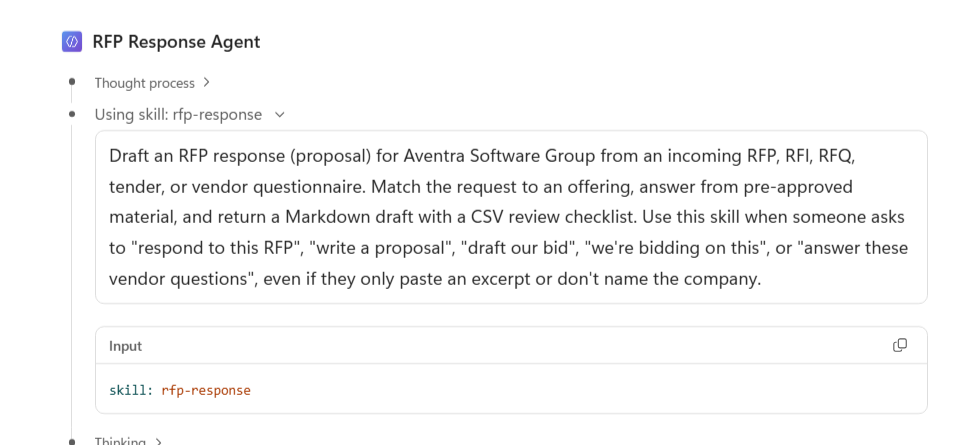 RFP Response Agent
Thought process
Using skill: rfp-response
Draft an RFP response (proposal) for Aventra Software Group from an incoming RFP, RFI, RFQ,
tender, or vendor questionnaire. Match the request to an offering, answer from pre-approved
material, and return a Markdown draft with a CSV review checklist. Use this skill when someone asks
to "respond to this RFP", "write a proposal", "draft our bid", "we're bidding on this", or "answer these
vendor questions", even if they only paste an excerpt or don't name the company.
Input
skill: rfp-response
Thinking